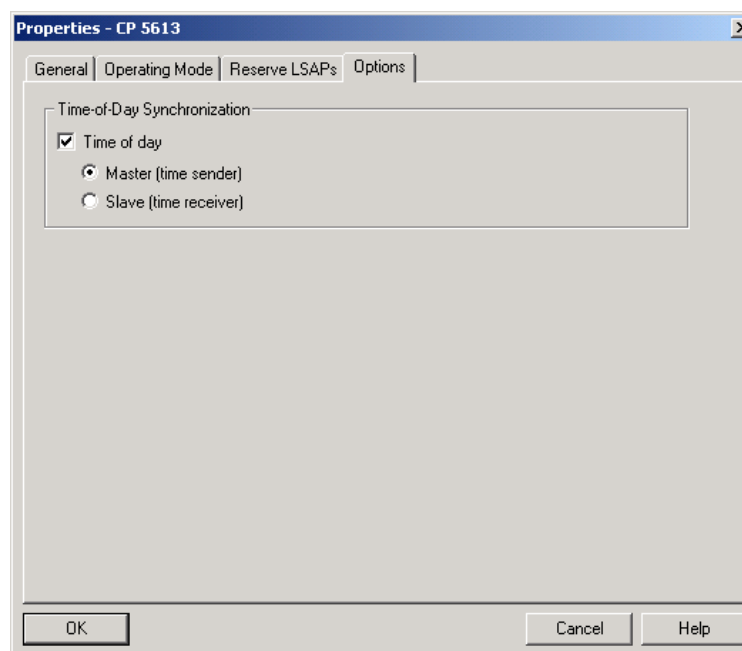 Properties - CP 5613
General Operating Mode Reserve LSAPs Options
Time-of-Day Synchronization
Time of day
Master (time sender)
Slave (time receiver)
OK Cancel Help